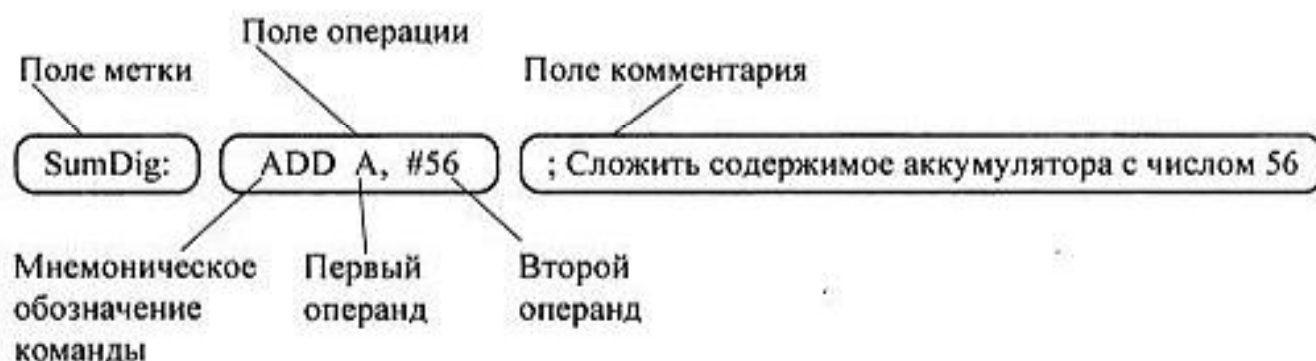 Поле операции
Поле метки
Поле комментария
SumDig:
ADD A, #56
; Сложить содержимое аккумулятора с числом 56
Мнемоническое
обозначение
команды
Первый
операнд
Второй
операнд